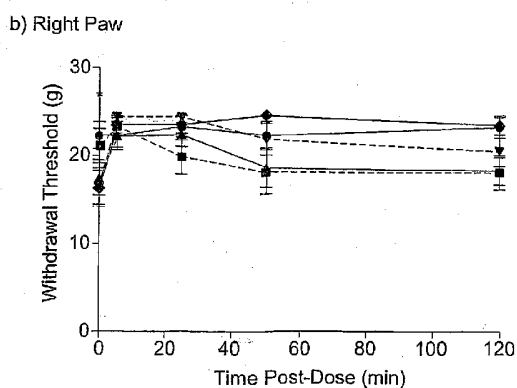 b) Right Paw
30
20
10
0
Withdrawal Threshold (g)
0 20 40 60 80 100 120
Time Post-Dose (min)